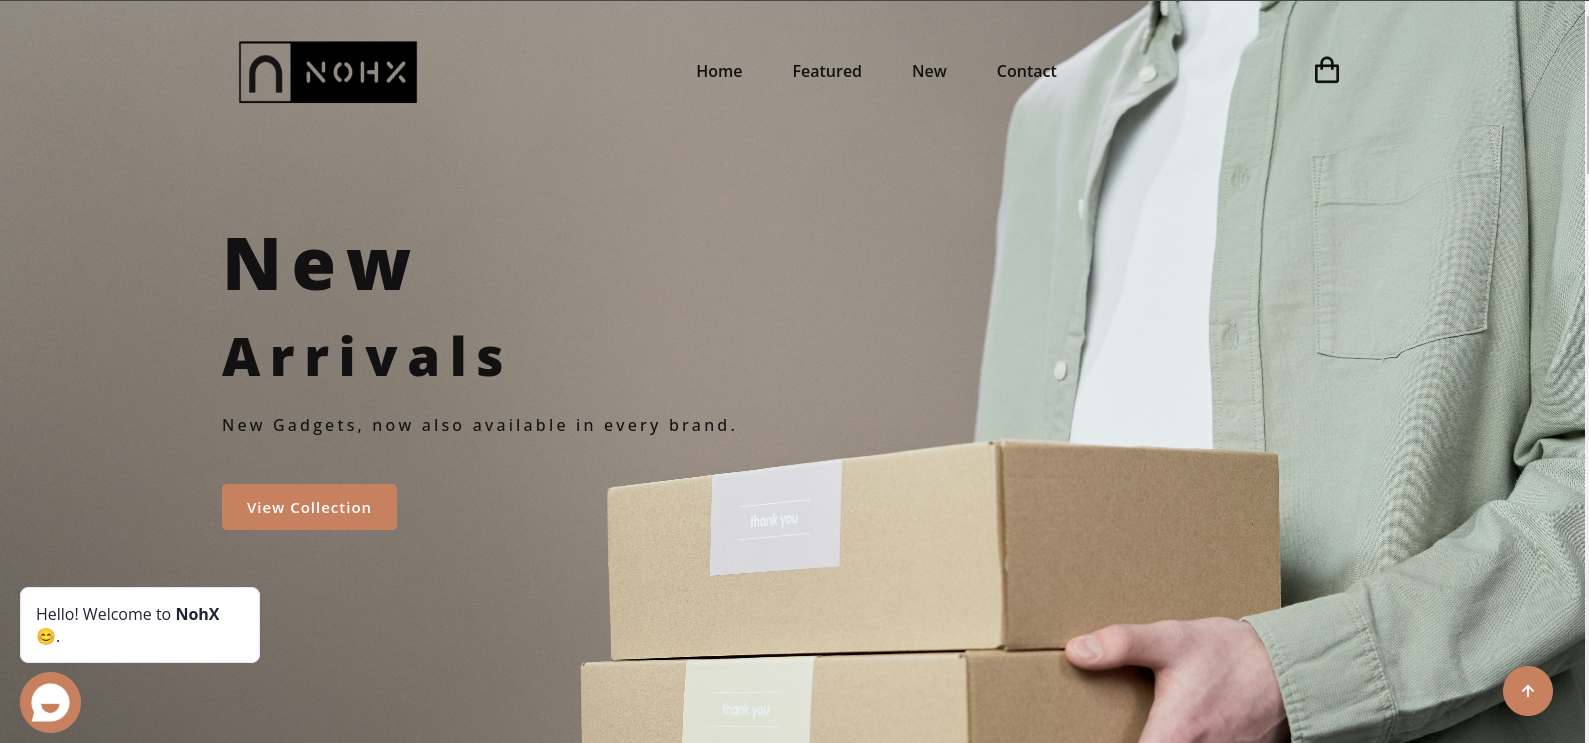 NOHX
Home Featured New Contact
New
Arrivals
New Gadgets, now also available in every brand.
View Collection
thank you
Hello! Welcome to NohX
😊.
thank you